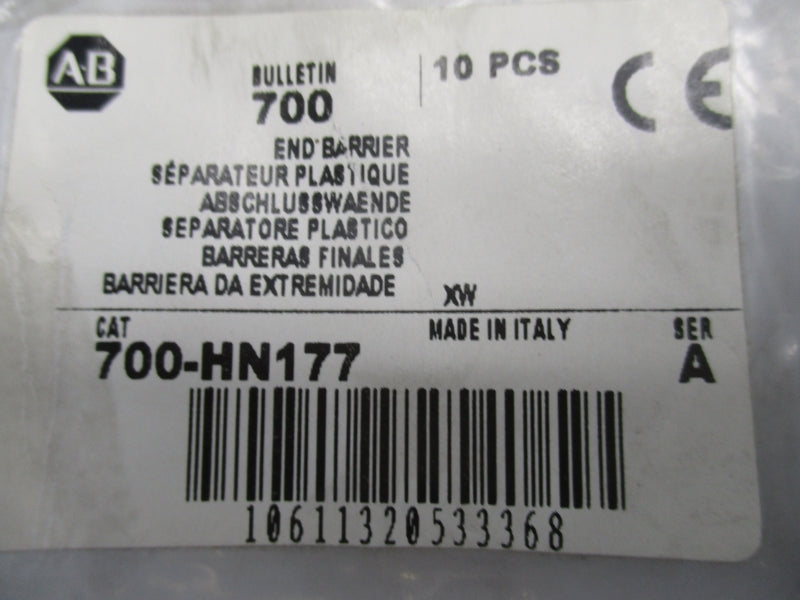 AB
BULLETIN
700
10 PCS
CE
END BARRIER
SÉPARATEUR PLASTIQUE
ABSCHLUSSWAENDE
SEPARATORE PLASTICO
BARRERAS FINALES
BARRIERA DA EXTREMIDADE
XW
CAT
700-HN177
MADE IN ITALY
SER
A
10611320533368